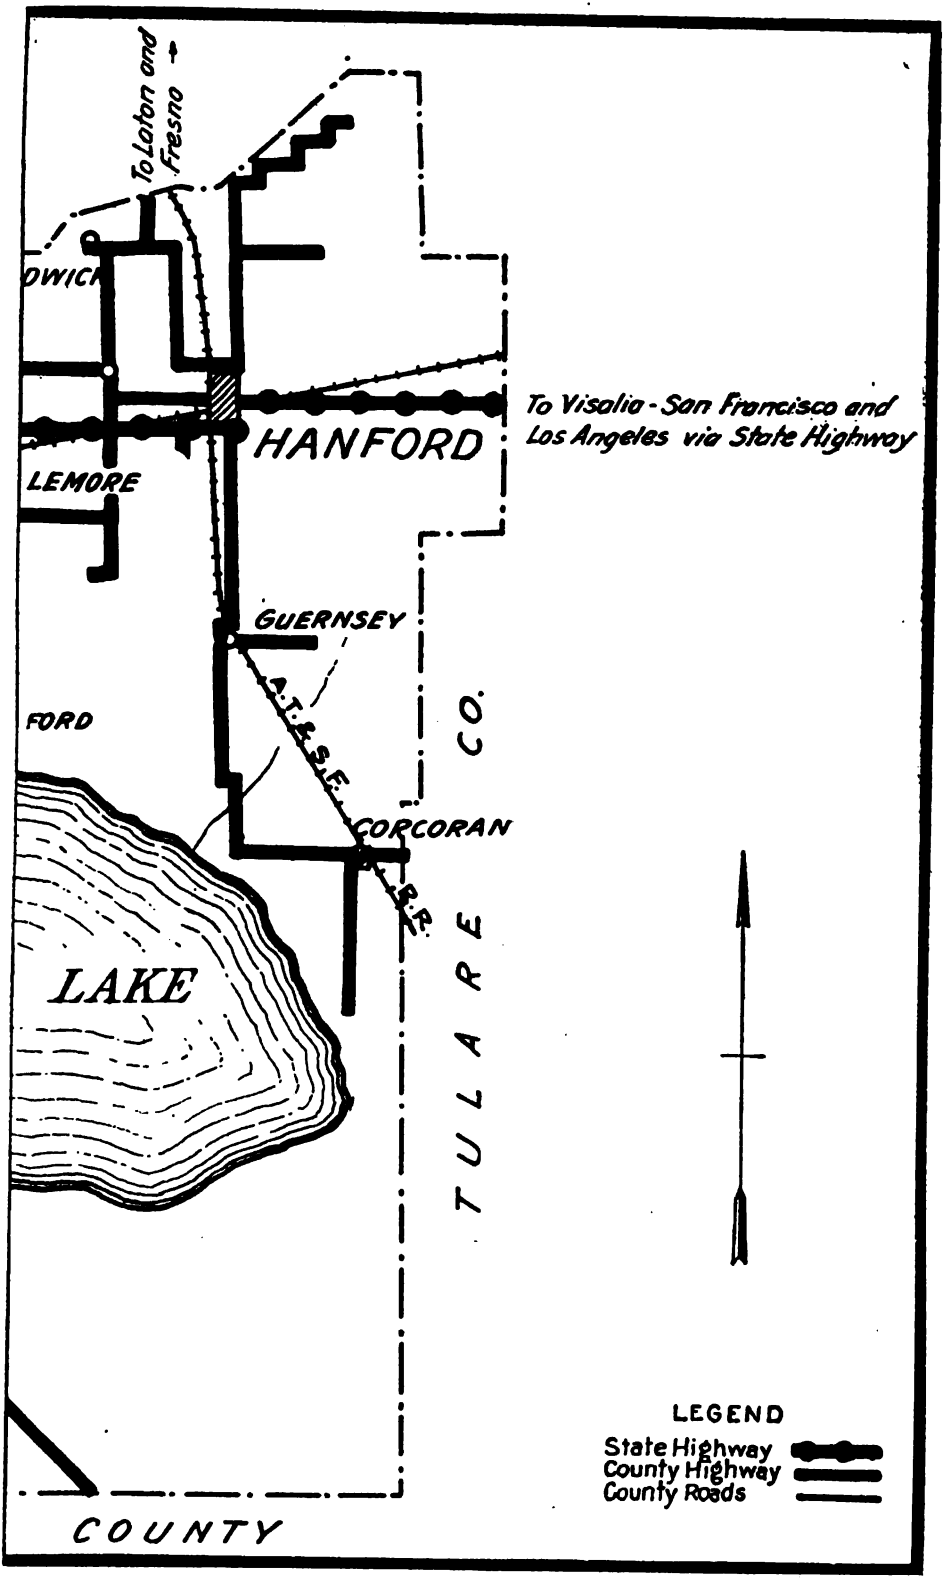 To Laton and
Fresno
DWICK
To Visalia - San Francisco and
Los Angeles via State Highway
HANFORD
LEMORE
GUERNSEY
A.T. & S.F.
FORD
CO.
CORCORAN
R.R.
TULARE
LAKE
LEGEND
State Highway
County Highway
County Roads
COUNTY